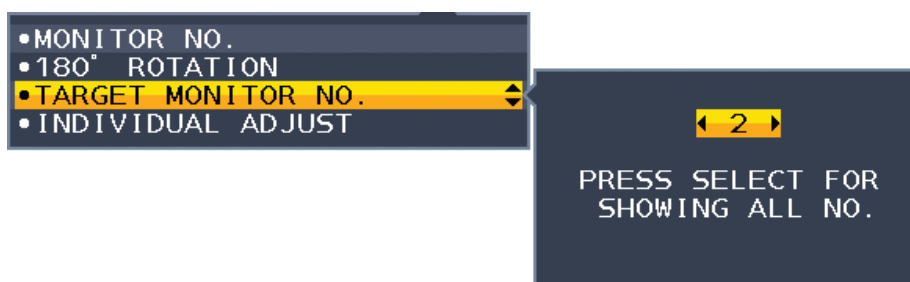 •MONITOR NO.
•180° ROTATION
•TARGET MONITOR NO.
•INDIVIDUAL ADJUST
2
PRESS SELECT FOR
SHOWING ALL NO.